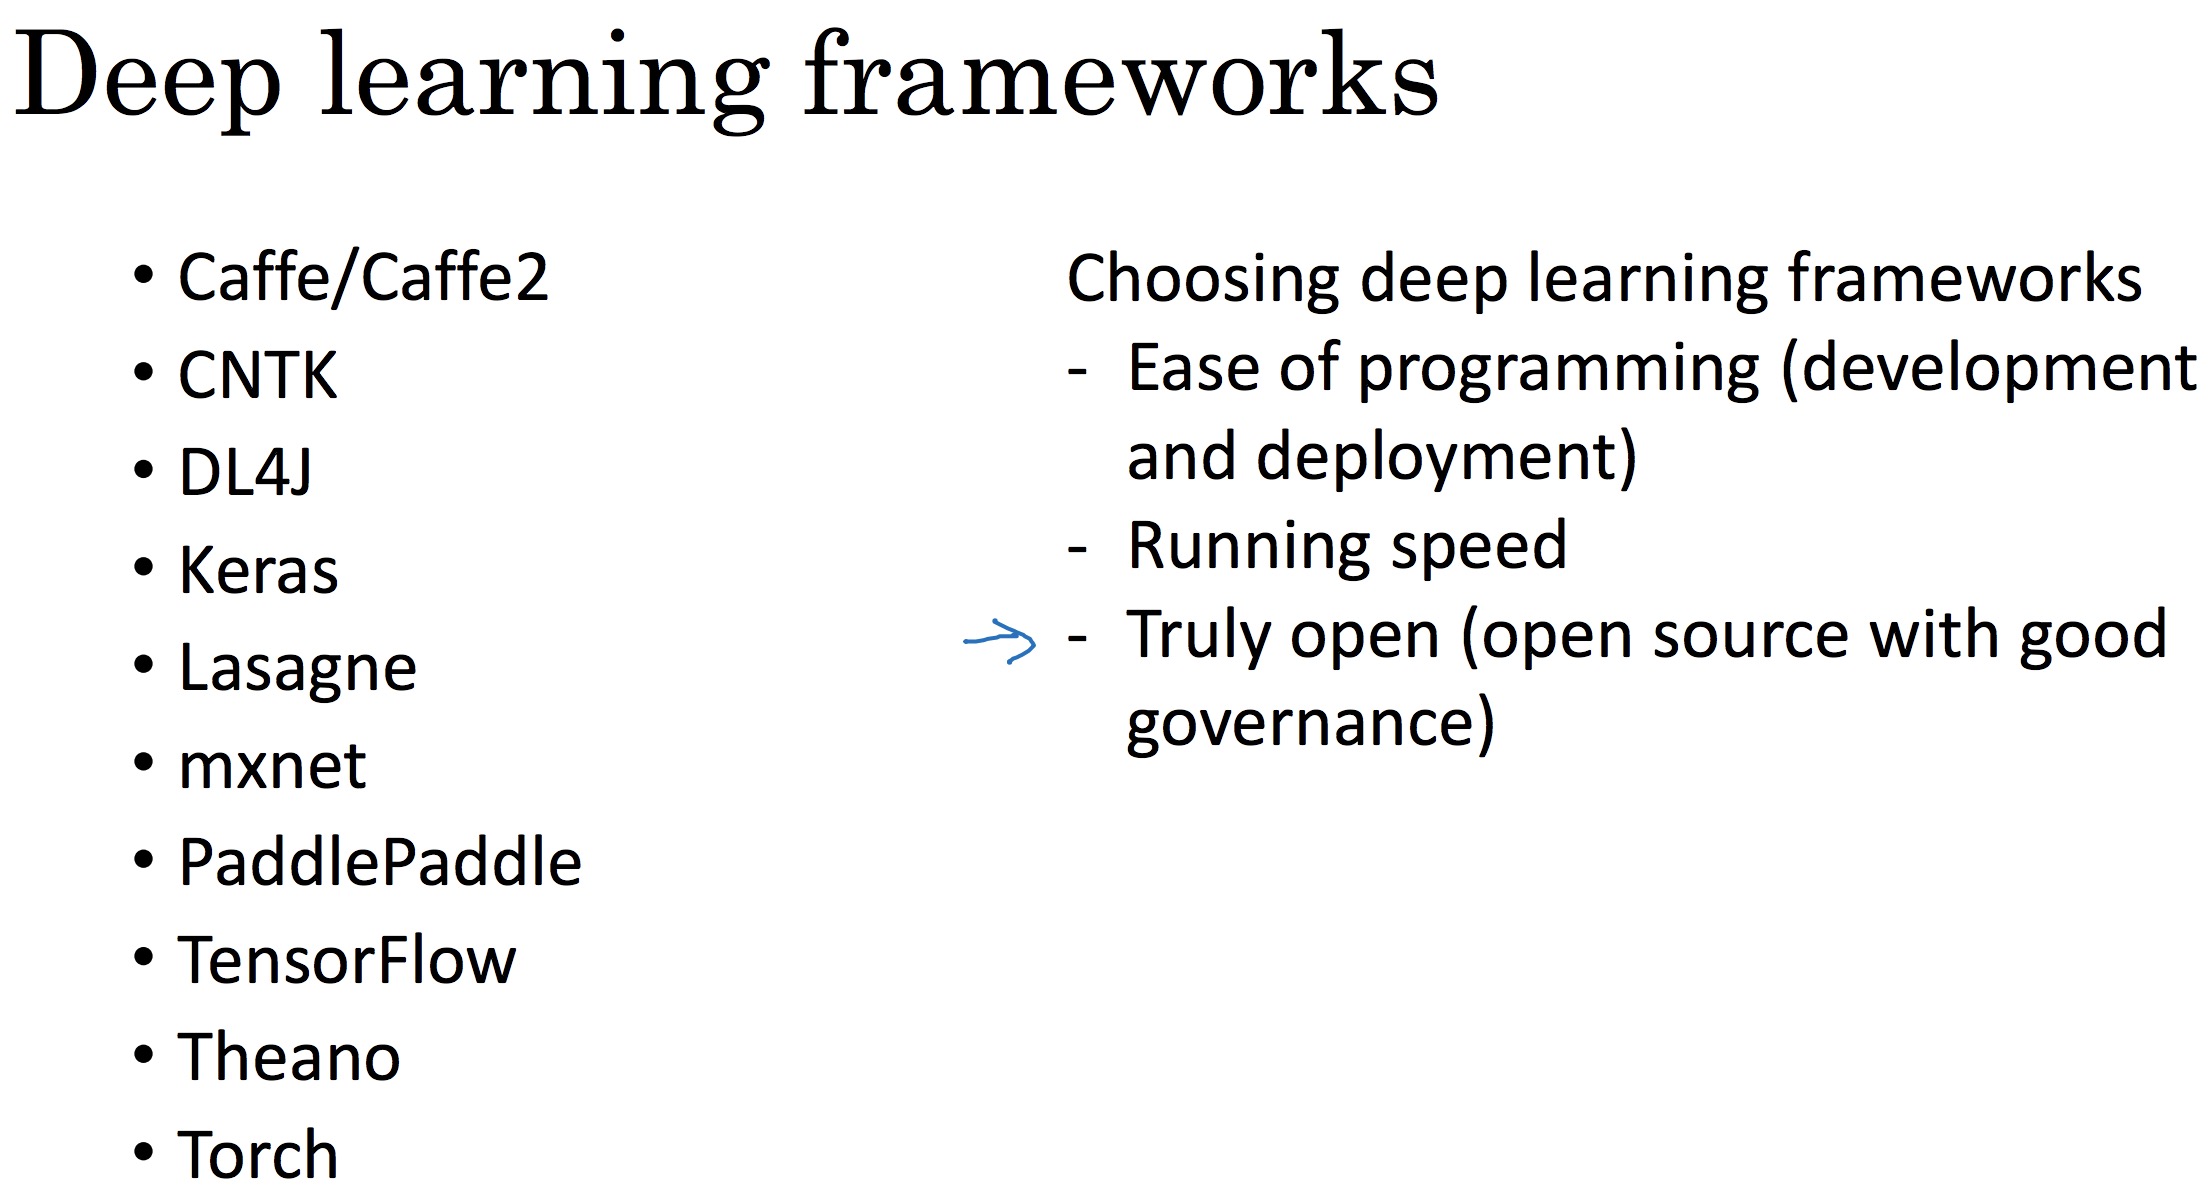 Deep learning frameworks
• Caffe/Caffe2
• CNTK
• DL4J
• Keras
• Lasagne
• mxnet
• PaddlePaddle
• TensorFlow
• Theano
• Torch
Choosing deep learning frameworks
- Ease of programming (development
and deployment)
- Running speed
- Truly open (open source with good
governance)